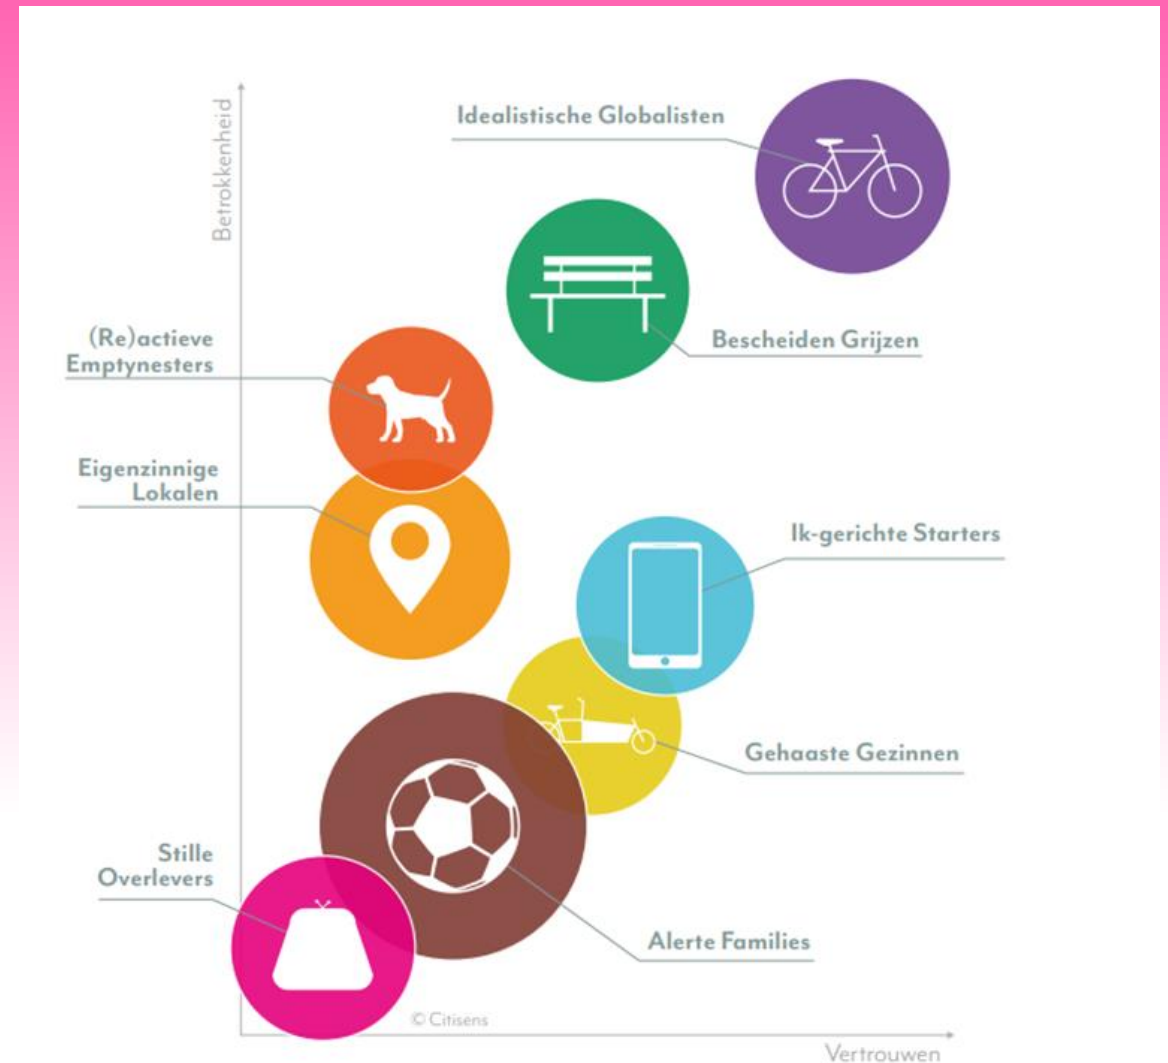 Betrokkenheid
Idealistische Globalisten
Bescheiden Grijzen
(Re)actieve
Emptynesters
Eigenzinnige
Lokalen
Ik-gerichte Starters
Gehaaste Gezinnen
Stille
Overlevers
Alerte Families
© Citisens
Vertrouwen